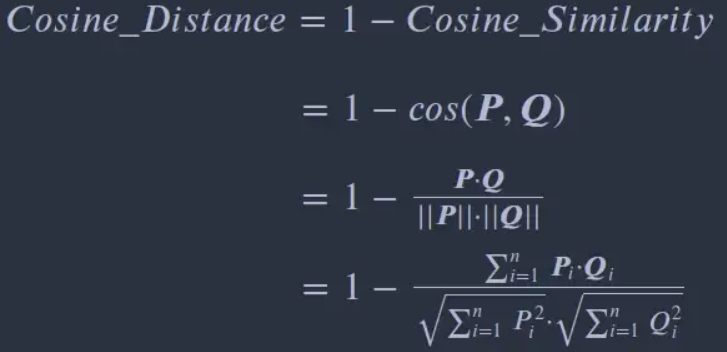 Cosine_Distance = 1 − Cosine_Similarity
= 1 − cos(P, Q)
= 1 − P·Q / ||P||·||Q||
= 1 − ∑ⁿᵢ₌₁ Pᵢ·Qᵢ / √∑ⁿᵢ₌₁ Pᵢ²·√∑ⁿᵢ₌₁ Qᵢ²